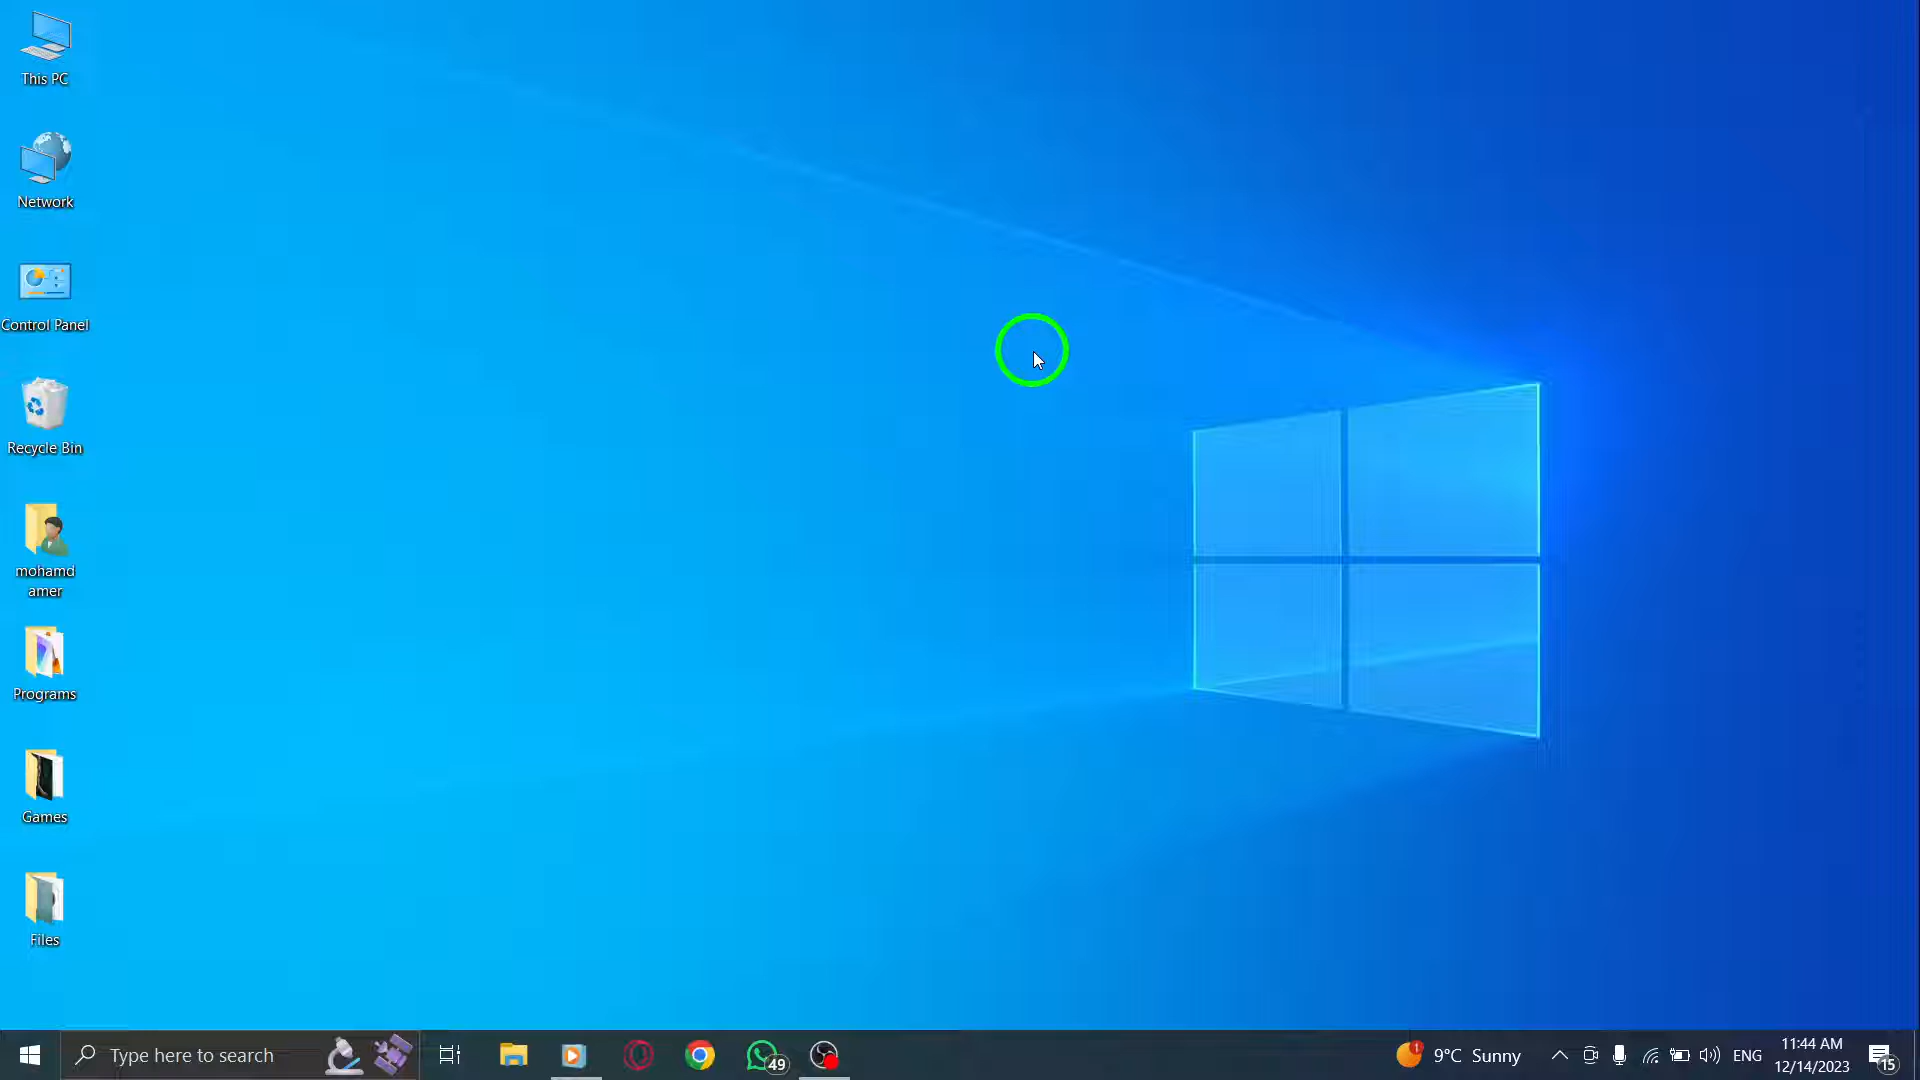 This PC
Network
Control Panel
Recycle Bin
mohamd
amer
Programs
Games
Files
Type here to search
49
1
9°C Sunny
ENG
11:44 AM
12/14/2023
15